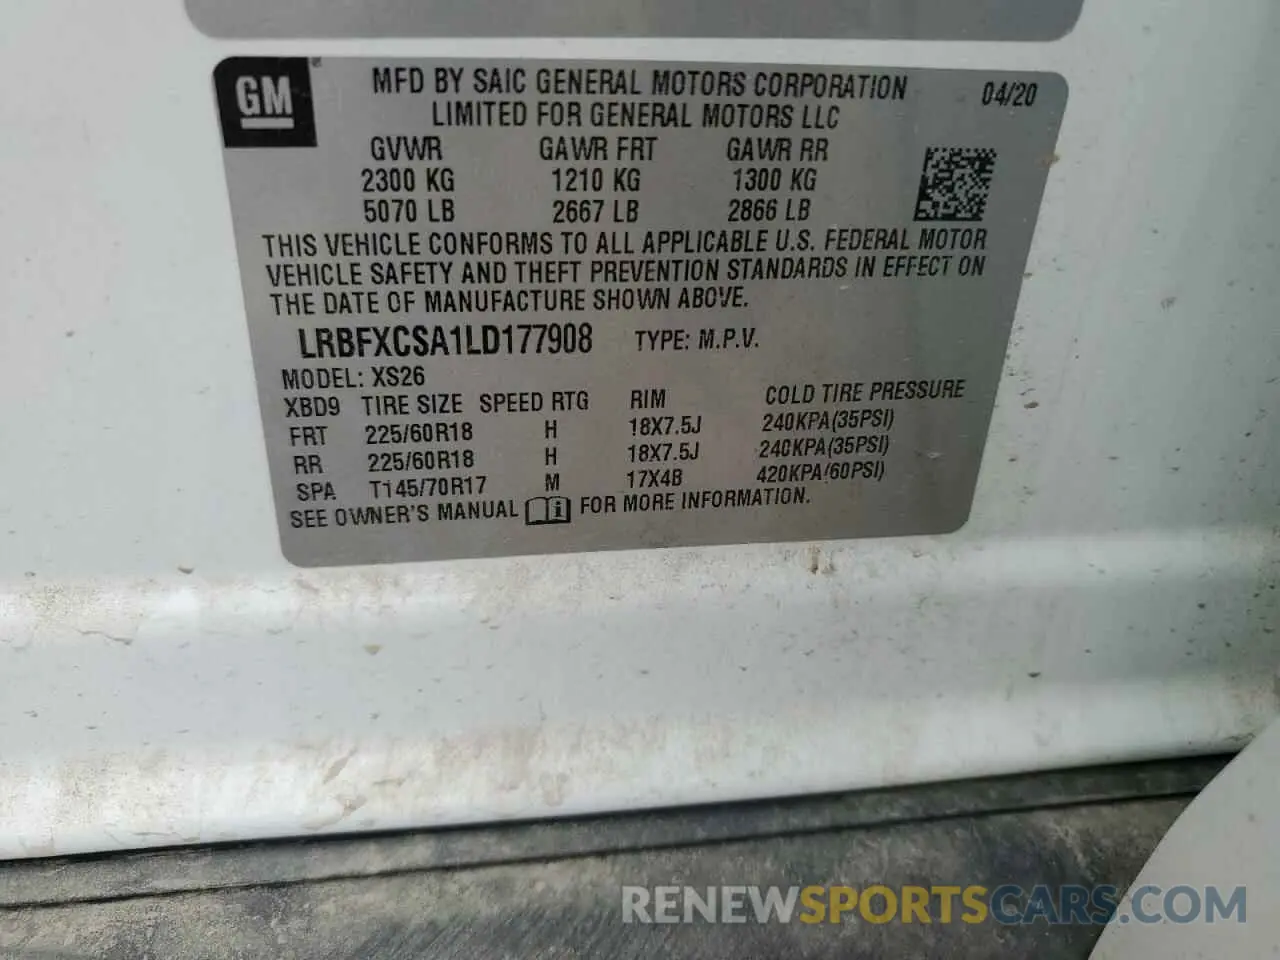 GM
MFD BY SAIC GENERAL MOTORS CORPORATION 04/20
LIMITED FOR GENERAL MOTORS LLC
GVWR GAWR FRT GAWR RR
2300 KG 1210 KG 1300 KG
5070 LB 2667 LB 2866 LB
THIS VEHICLE CONFORMS TO ALL APPLICABLE U.S. FEDERAL MOTOR
VEHICLE SAFETY AND THEFT PREVENTION STANDARDS IN EFFECT ON
THE DATE OF MANUFACTURE SHOWN ABOVE.
LRBFXCSA1LD177908 TYPE: M.P.V.
MODEL: XS26
XBD9 TIRE SIZE SPEED RTG RIM COLD TIRE PRESSURE
FRT 225/60R18 H 18X7.5J 240KPA(35PSI)
RR 225/60R18 H 18X7.5J 240KPA(35PSI)
SPA T145/70R17 M 17X4B 420KPA(60PSI)
SEE OWNER'S MANUAL i FOR MORE INFORMATION.
RENEWSPORTSCARS.COM